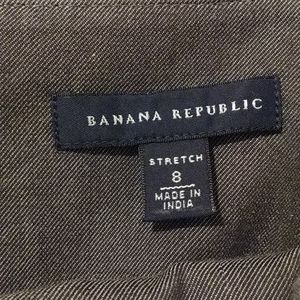 BANANA REPUBLIC
STRETCH
8
MADE IN
INDIA